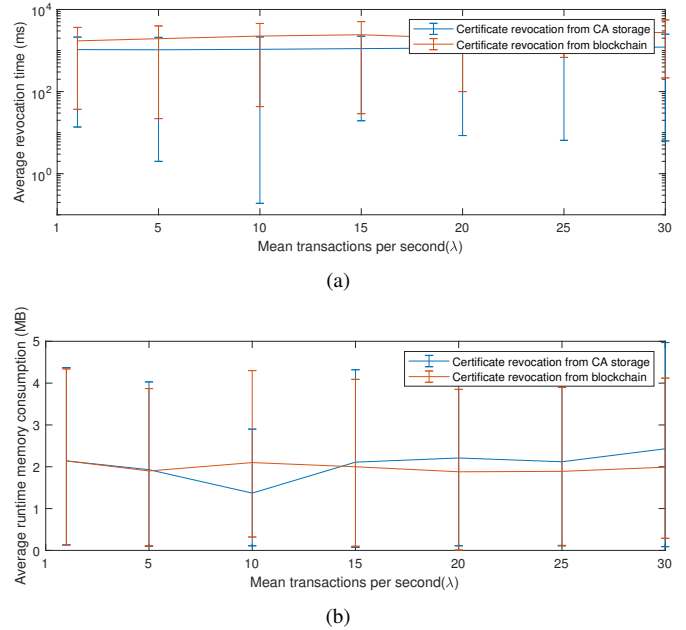 10^4
10^2
10^0
Average revocation time (ms)
Certificate revocation from CA storage
Certificate revocation from blockchain
1 5 10 15 20 25 30
Mean transactions per second(λ)
(a)
5
4
3
2
1
0
Average runtime memory consumption (MB)
Certificate revocation from CA storage
Certificate revocation from blockchain
1 5 10 15 20 25 30
Mean transactions per second(λ)
(b)